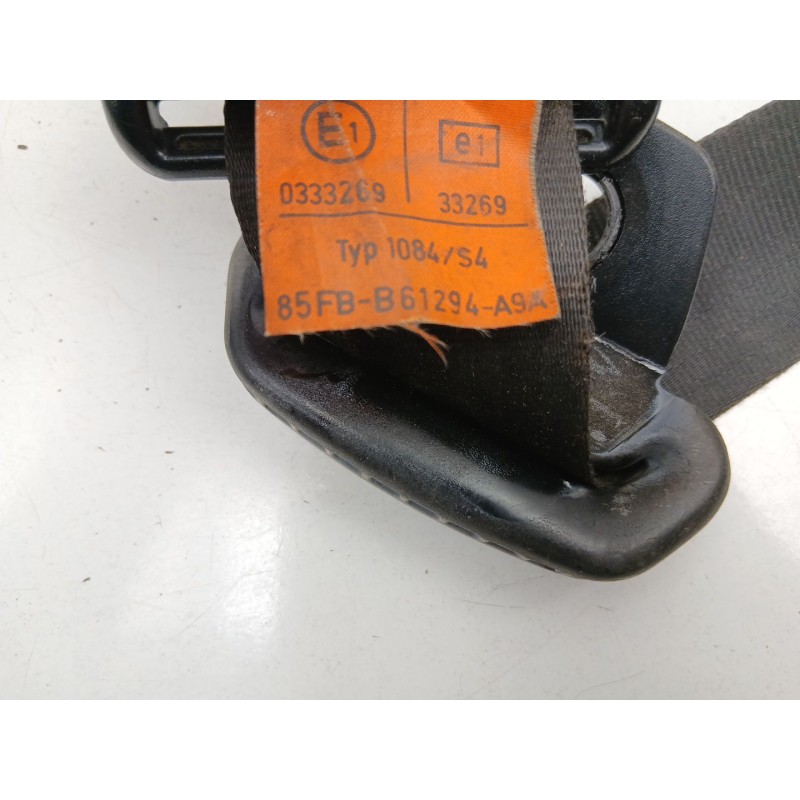 E1 e1
0333269 33269
Typ 1084/S4
85FB-B61294-A9A